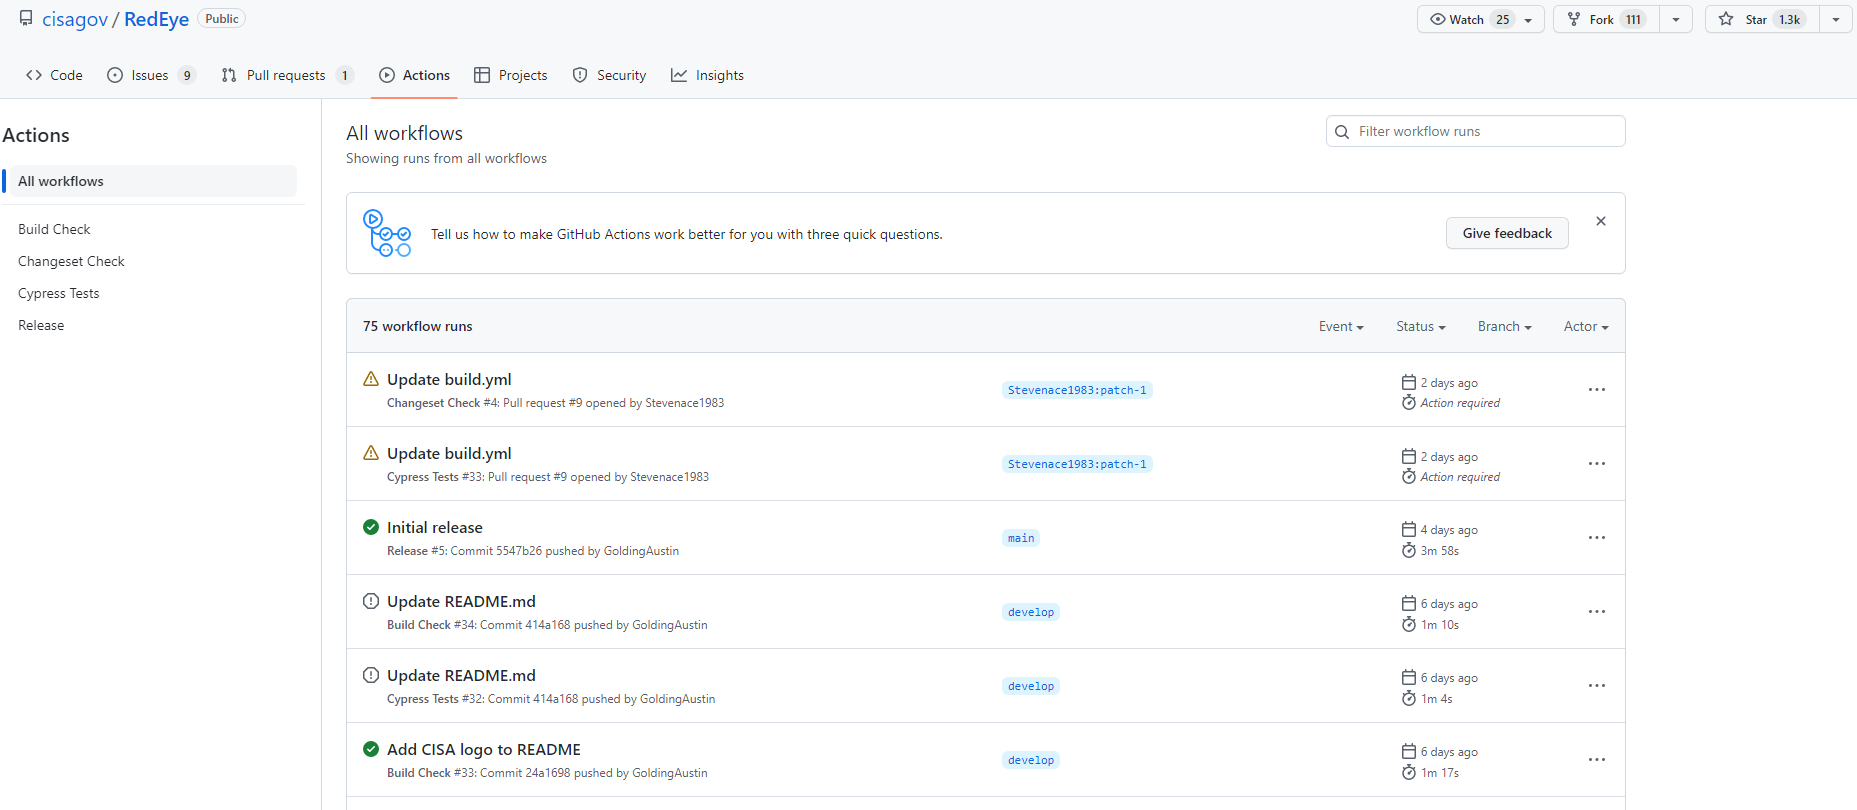 cisagov / RedEye Public
Watch 25
Fork 111
Star 1.3k
Code
Issues 9
Pull requests 1
Actions
Projects
Security
Insights
Actions
All workflows
Build Check
Changeset Check
Cypress Tests
Release
All workflows
Showing runs from all workflows
Filter workflow runs
Tell us how to make GitHub Actions work better for you with three quick questions.
Give feedback
75 workflow runs
Event
Status
Branch
Actor
Update build.yml
Changeset Check #4: Pull request #9 opened by Stevenace1983
Stevenace1983:patch-1
2 days ago
Action required
Update build.yml
Cypress Tests #33: Pull request #9 opened by Stevenace1983
Stevenace1983:patch-1
2 days ago
Action required
Initial release
Release #5: Commit 5547b26 pushed by GoldingAustin
main
4 days ago
3m 58s
Update README.md
Build Check #34: Commit 414a168 pushed by GoldingAustin
develop
6 days ago
1m 10s
Update README.md
Cypress Tests #32: Commit 414a168 pushed by GoldingAustin
develop
6 days ago
1m 4s
Add CISA logo to README
Build Check #33: Commit 24a1698 pushed by GoldingAustin
develop
6 days ago
1m 17s